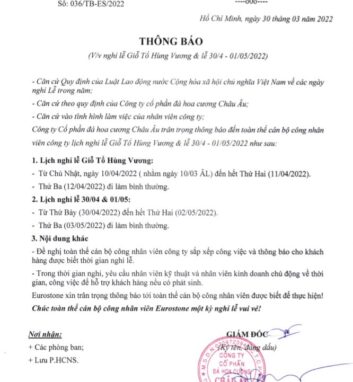 Số: 036/TB-ES/2022
Hồ Chí Minh, ngày 30 tháng 03 năm 2022
THÔNG BÁO
(V/v nghỉ lễ Giỗ Tổ Hùng Vương & lễ 30/4 - 01/05/2022)
- Căn cứ Quy định của Luật Lao động nước Cộng hòa xã hội chủ nghĩa Việt Nam về các ngày
nghỉ Lễ trong năm;
- Căn cứ theo quy định của Công ty cổ phần đá hoa cương Châu Âu;
- Căn cứ vào tình hình làm việc của nhân viên công ty;
Công ty Cổ phần đá hoa cương Châu Âu trân trọng thông báo đến toàn thể cán bộ công nhân
viên công ty lịch nghỉ lễ Giỗ Tổ Hùng Vương & lễ 30/4 - 01/05/2022 như sau:
1. Lịch nghỉ lễ Giỗ Tổ Hùng Vương:
- Từ Chủ Nhật, ngày 10/04/2022 ( nhằm ngày 10/03 ÂL) đến hết Thứ Hai (11/04/2022).
- Thứ Ba (12/04/2022) đi làm bình thường.
2. Lịch nghỉ lễ 30/04 & 01/05:
- Từ Thứ Bảy (30/04/2022) đến hết Thứ Hai (02/05/2022).
- Thứ Ba (03/05/2022) đi làm bình thường.
3. Nội dung khác
- Đề nghị toàn thể cán bộ công nhân viên công ty sắp xếp công việc và thông báo cho khách
hàng được biết thời gian nghỉ lễ.
- Trong thời gian nghỉ, yêu cầu nhân viên kỹ thuật và nhân viên kinh doanh chủ động về thời
gian, công việc để hỗ trợ khách hàng nếu có phát sinh.
Eurostone xin trân trọng thông báo tới toàn thể cán bộ công nhân viên được biết để thực hiện!
Chúc toàn thể cán bộ công nhân viên Eurostone một kỳ nghỉ lễ vui vẻ!
Nơi nhận:
+ Các phòng ban;
+ Lưu P.HCNS.
GIÁM ĐỐC
(Ký tên, đóng dấu)
CÔNG TY
CỔ PHẦN
ĐÁ HOA CƯƠNG
CHÂU ÂU